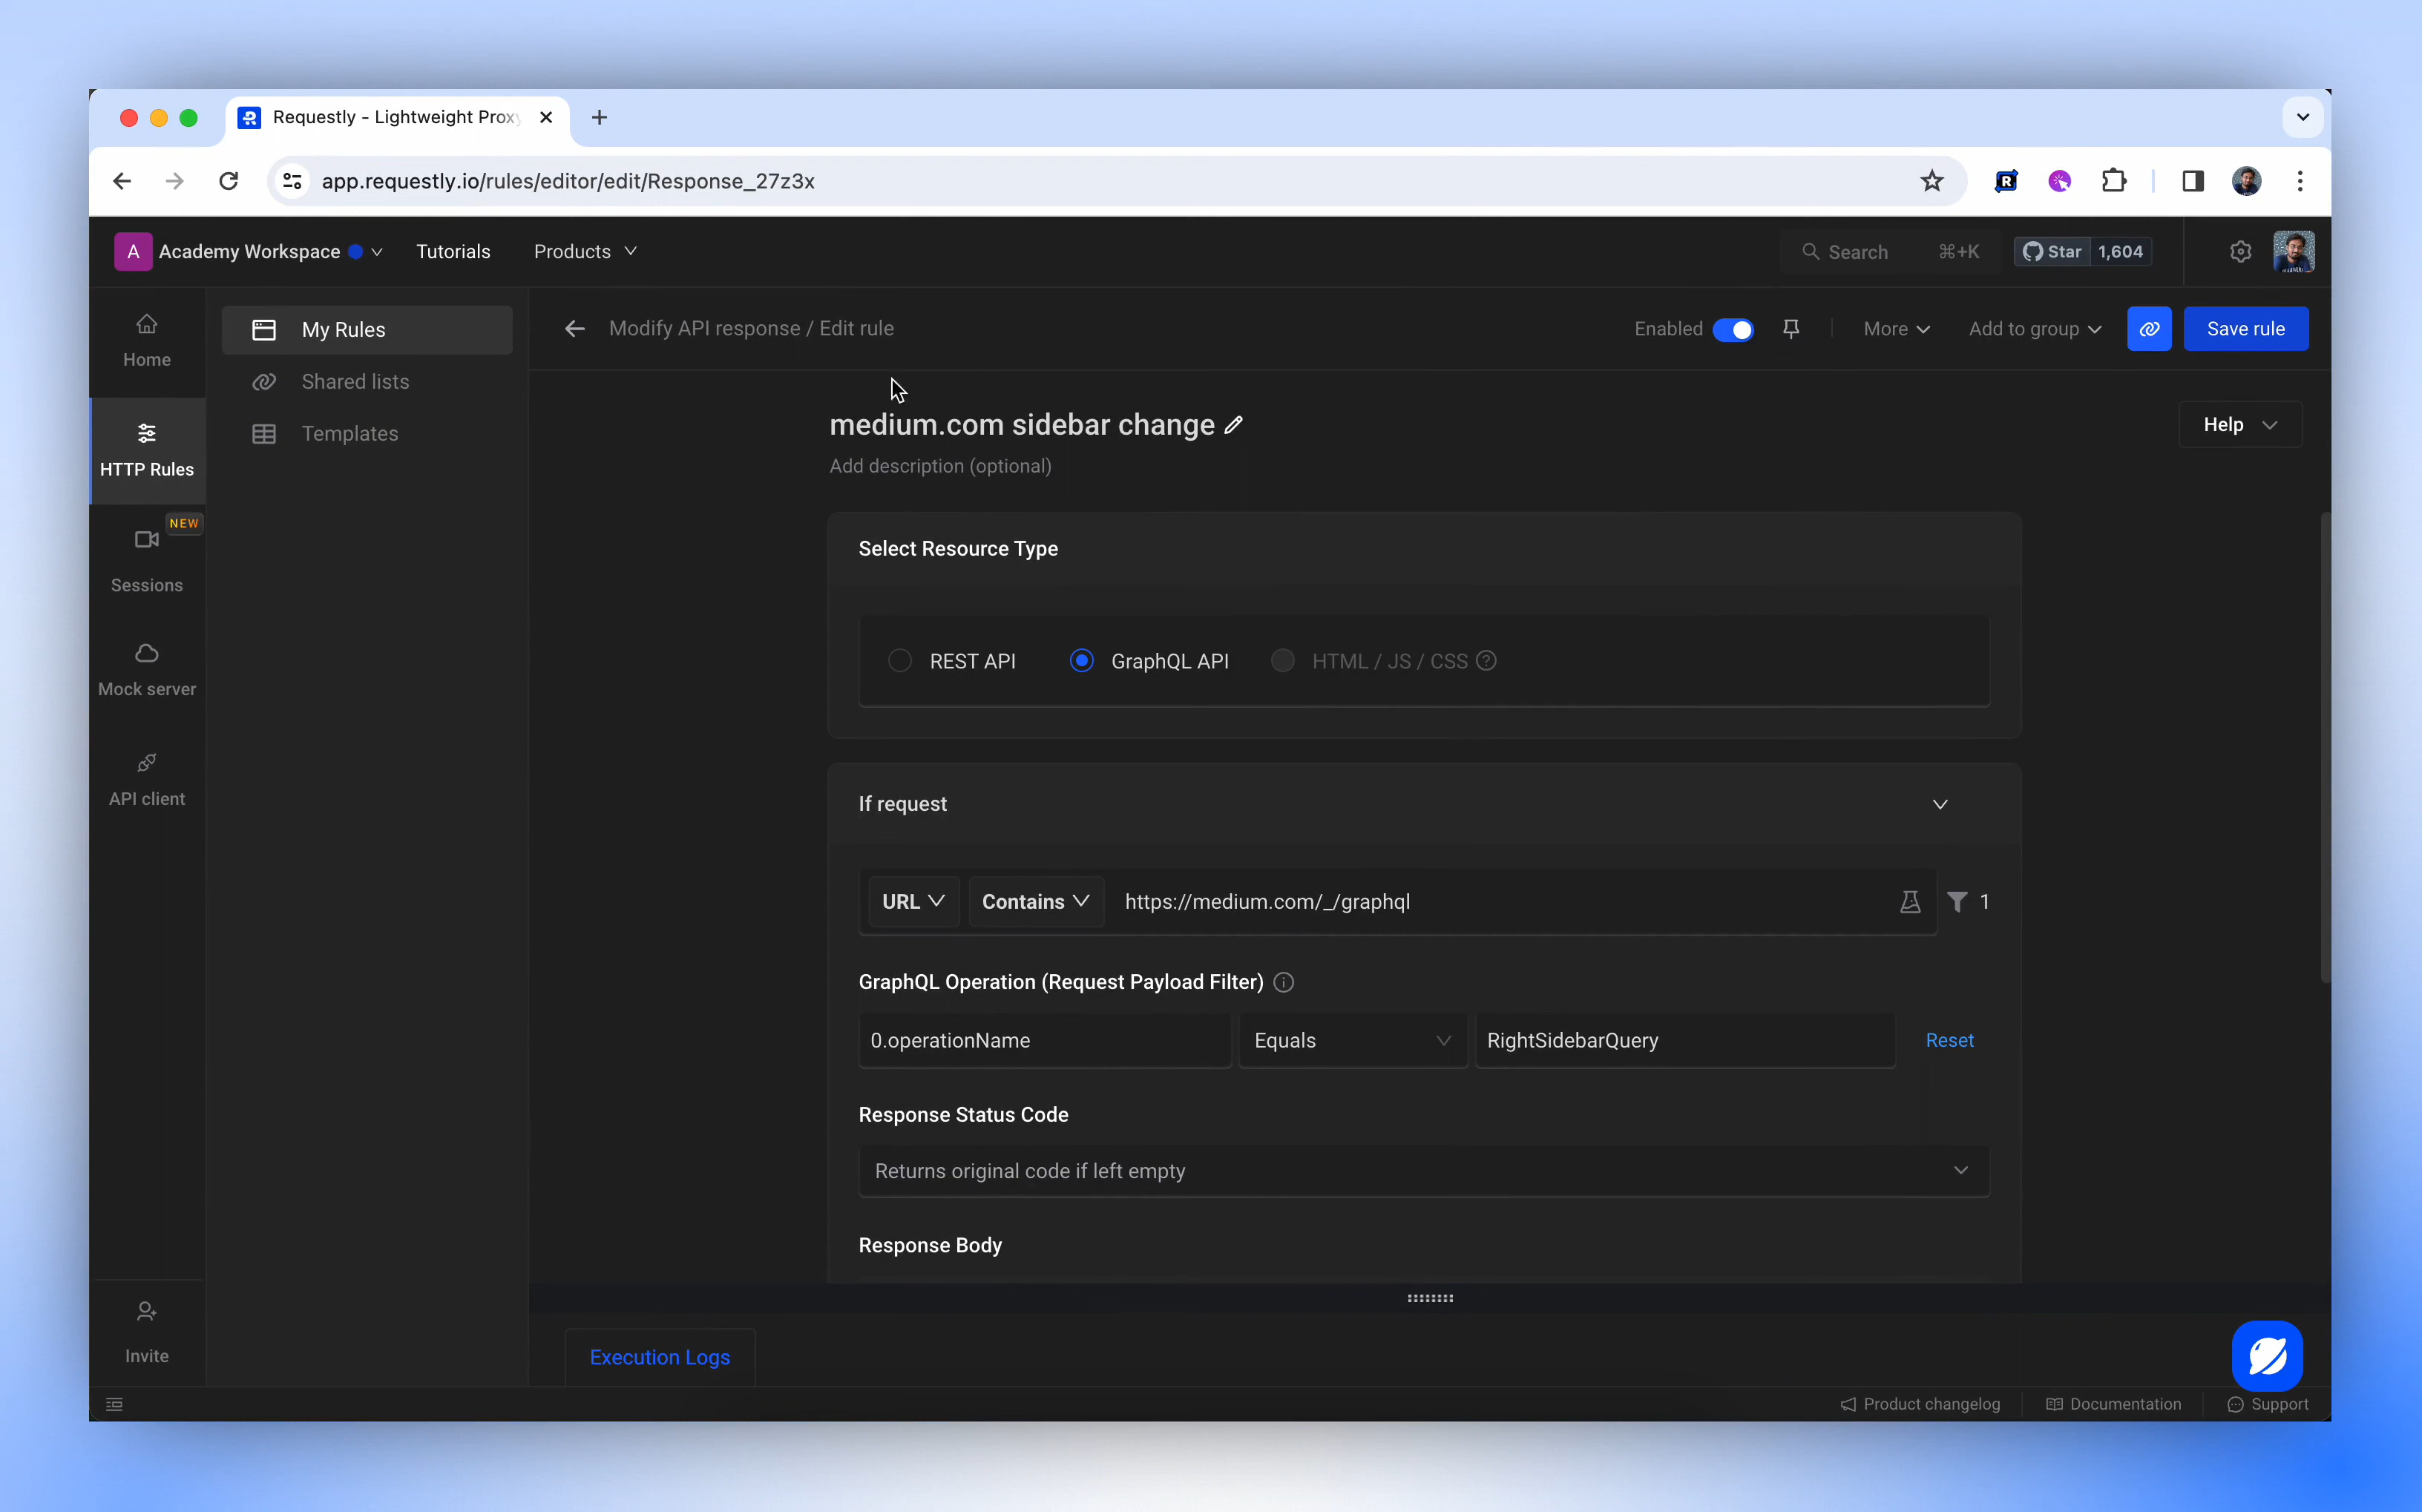 Requestly - Lightweight Proxy
app.requestly.io/rules/editor/edit/Response_27z3x
A Academy Workspace Tutorials Products Search ⌘+K Star 1,604
Home
HTTP Rules
NEW
Sessions
Mock server
API client
Invite
My Rules
Shared lists
Templates
Modify API response / Edit rule Enabled More Add to group Save rule
medium.com sidebar change
Add description (optional)
Help
Select Resource Type
REST API GraphQL API HTML / JS / CSS
If request
URL Contains https://medium.com/_/graphql 1
GraphQL Operation (Request Payload Filter)
0.operationName Equals RightSidebarQuery Reset
Response Status Code
Returns original code if left empty
Response Body
Execution Logs
Product changelog Documentation Support